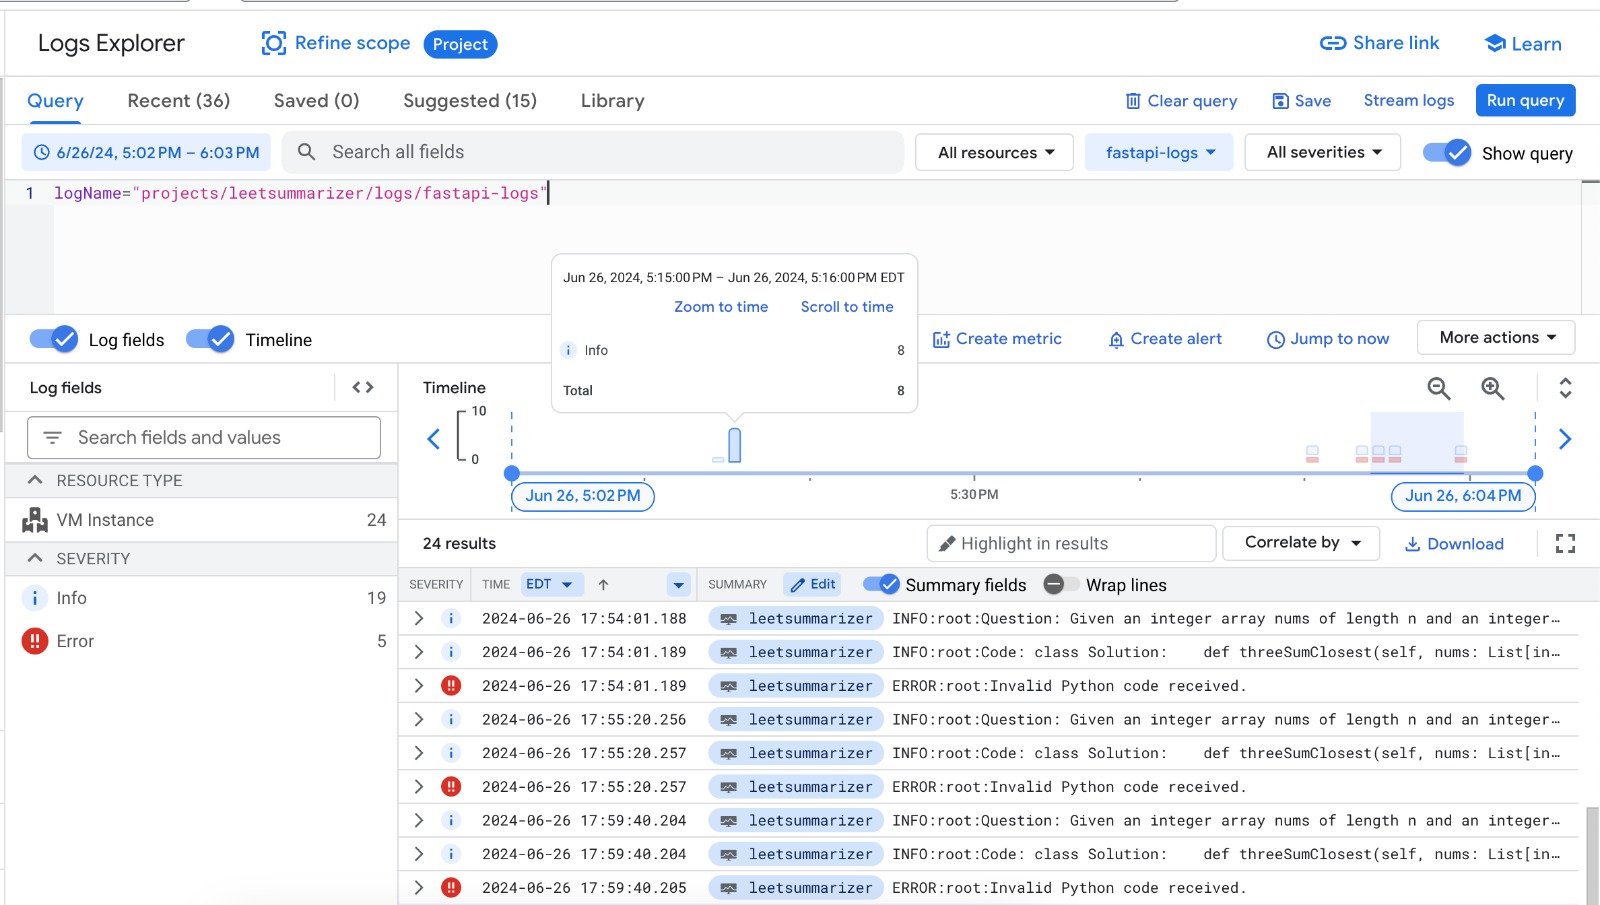 Logs Explorer Refine scope Project Share link Learn
Query Recent (36) Saved (0) Suggested (15) Library Clear query Save Stream logs Run query
6/26/24, 5:02 PM – 6:03 PM Search all fields All resources fastapi-logs All severities Show query
1 logName="projects/leetsummarizer/logs/fastapi-logs"
Jun 26, 2024, 5:15:00 PM – Jun 26, 2024, 5:16:00 PM EDT
Zoom to time Scroll to time
i Info 8
Total 8
Log fields Timeline Create metric Create alert Jump to now More actions
Log fields Timeline
10
0
Search fields and values
RESOURCE TYPE
VM Instance 24
SEVERITY
i Info 19
!! Error 5
Jun 26, 5:02 PM 5:30 PM Jun 26, 6:04 PM
24 results Highlight in results Correlate by Download
SEVERITY TIME EDT SUMMARY Edit Summary fields Wrap lines
i 2024-06-26 17:54:01.188 leetsummarizer INFO:root:Question: Given an integer array nums of length n and an integer…
i 2024-06-26 17:54:01.189 leetsummarizer INFO:root:Code: class Solution: def threeSumClosest(self, nums: List[in…
!! 2024-06-26 17:54:01.189 leetsummarizer ERROR:root:Invalid Python code received.
i 2024-06-26 17:55:20.256 leetsummarizer INFO:root:Question: Given an integer array nums of length n and an integer…
i 2024-06-26 17:55:20.257 leetsummarizer INFO:root:Code: class Solution: def threeSumClosest(self, nums: List[in…
!! 2024-06-26 17:55:20.257 leetsummarizer ERROR:root:Invalid Python code received.
i 2024-06-26 17:59:40.204 leetsummarizer INFO:root:Question: Given an integer array nums of length n and an integer…
i 2024-06-26 17:59:40.204 leetsummarizer INFO:root:Code: class Solution: def threeSumClosest(self, nums: List[in…
!! 2024-06-26 17:59:40.205 leetsummarizer ERROR:root:Invalid Python code received.